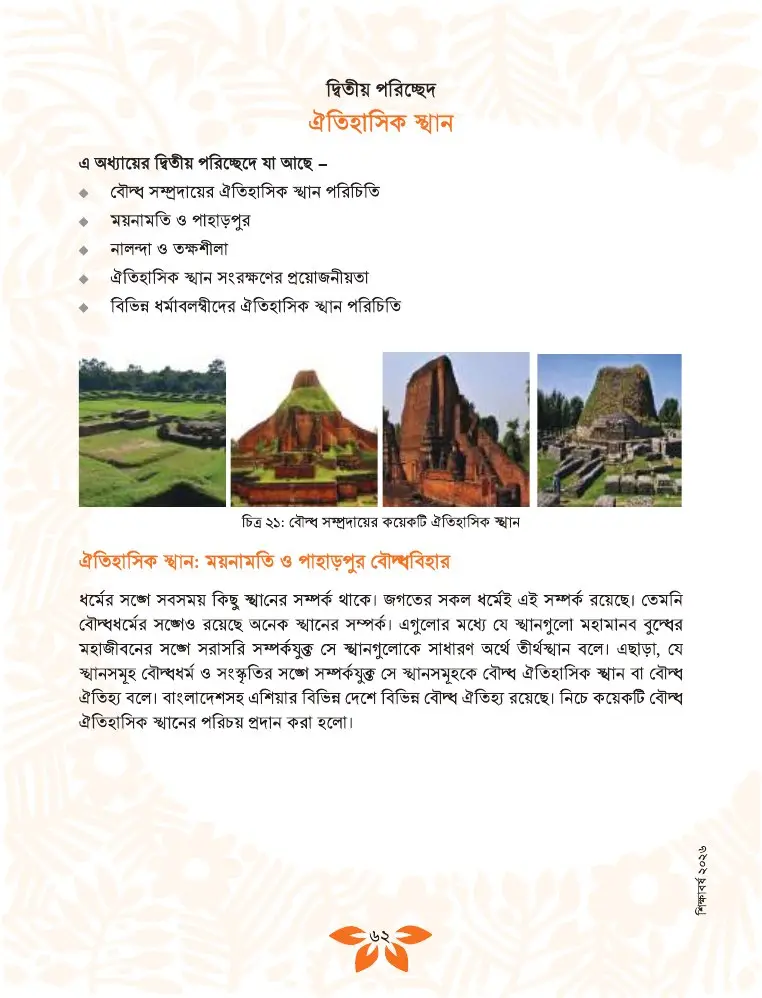 দ্বিতীয় পরিচ্ছেদ
ঐতিহাসিক স্থান
এ অধ্যায়ের দ্বিতীয় পরিচ্ছেদে যা আছে –
◆ বৌদ্ধ সম্প্রদায়ের ঐতিহাসিক স্থান পরিচিতি
◆ ময়নামতি ও পাহাড়পুর
◆ নালন্দা ও তক্ষশীলা
◆ ঐতিহাসিক স্থান সংরক্ষণের প্রয়োজনীয়তা
◆ বিভিন্ন ধর্মাবলম্বীদের ঐতিহাসিক স্থান পরিচিতি
চিত্র ২১: বৌদ্ধ সম্প্রদায়ের কয়েকটি ঐতিহাসিক স্থান
ঐতিহাসিক স্থান: ময়নামতি ও পাহাড়পুর বৌদ্ধবিহার
ধর্মের সঙ্গে সবসময় কিছু স্থানের সম্পর্ক থাকে। জগতের সকল ধর্মেই এই সম্পর্ক রয়েছে। তেমনি
বৌদ্ধধর্মের সঙ্গেও রয়েছে অনেক স্থানের সম্পর্ক। এগুলোর মধ্যে যে স্থানগুলো মহামানব বুদ্ধের
মহাজীবনের সঙ্গে সরাসরি সম্পর্কযুক্ত সে স্থানগুলোকে সাধারণ অর্থে তীর্থস্থান বলে। এছাড়া, যে
স্থানসমূহ বৌদ্ধধর্ম ও সংস্কৃতির সঙ্গে সম্পর্কযুক্ত সে স্থানসমূহকে বৌদ্ধ ঐতিহাসিক স্থান বা বৌদ্ধ
ঐতিহ্য বলে। বাংলাদেশসহ এশিয়ার বিভিন্ন দেশে বিভিন্ন বৌদ্ধ ঐতিহ্য রয়েছে। নিচে কয়েকটি বৌদ্ধ
ঐতিহাসিক স্থানের পরিচয় প্রদান করা হলো।
শিক্ষাবর্ষ ২০২৬
৬২